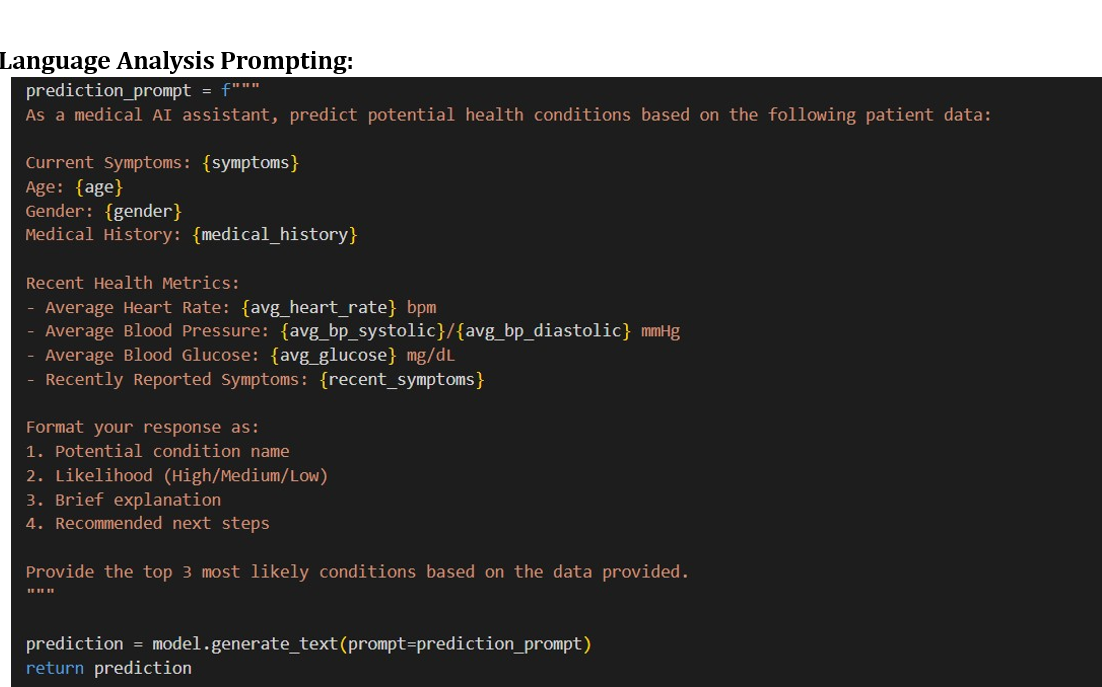 Language Analysis Prompting:
prediction_prompt = f"""
As a medical AI assistant, predict potential health conditions based on the following patient data:
Current Symptoms: {symptoms}
Age: {age}
Gender: {gender}
Medical History: {medical_history}
Recent Health Metrics:
- Average Heart Rate: {avg_heart_rate} bpm
- Average Blood Pressure: {avg_bp_systolic}/{avg_bp_diastolic} mmHg
- Average Blood Glucose: {avg_glucose} mg/dL
- Recently Reported Symptoms: {recent_symptoms}
Format your response as:
1. Potential condition name
2. Likelihood (High/Medium/Low)
3. Brief explanation
4. Recommended next steps
Provide the top 3 most likely conditions based on the data provided.
"""
prediction = model.generate_text(prompt=prediction_prompt)
return prediction